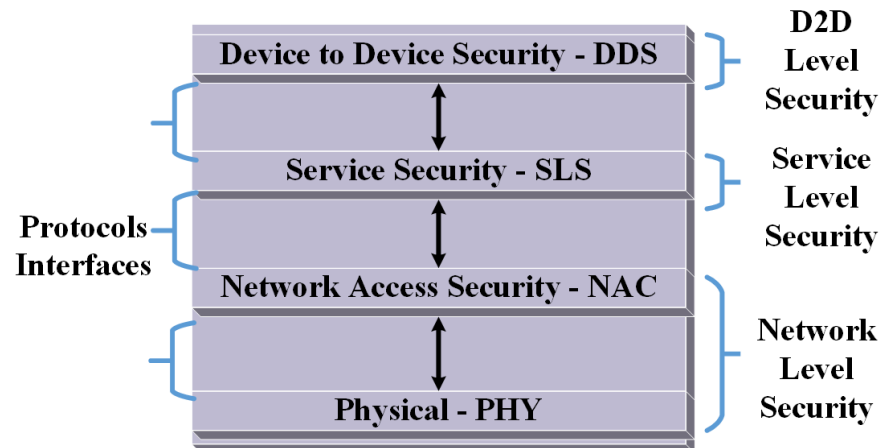 Device to Device Security - DDS
D2D
Level
Security
Service Security - SLS
Service
Level
Security
Protocols
Interfaces
Network Access Security - NAC
Network
Level
Security
Physical - PHY